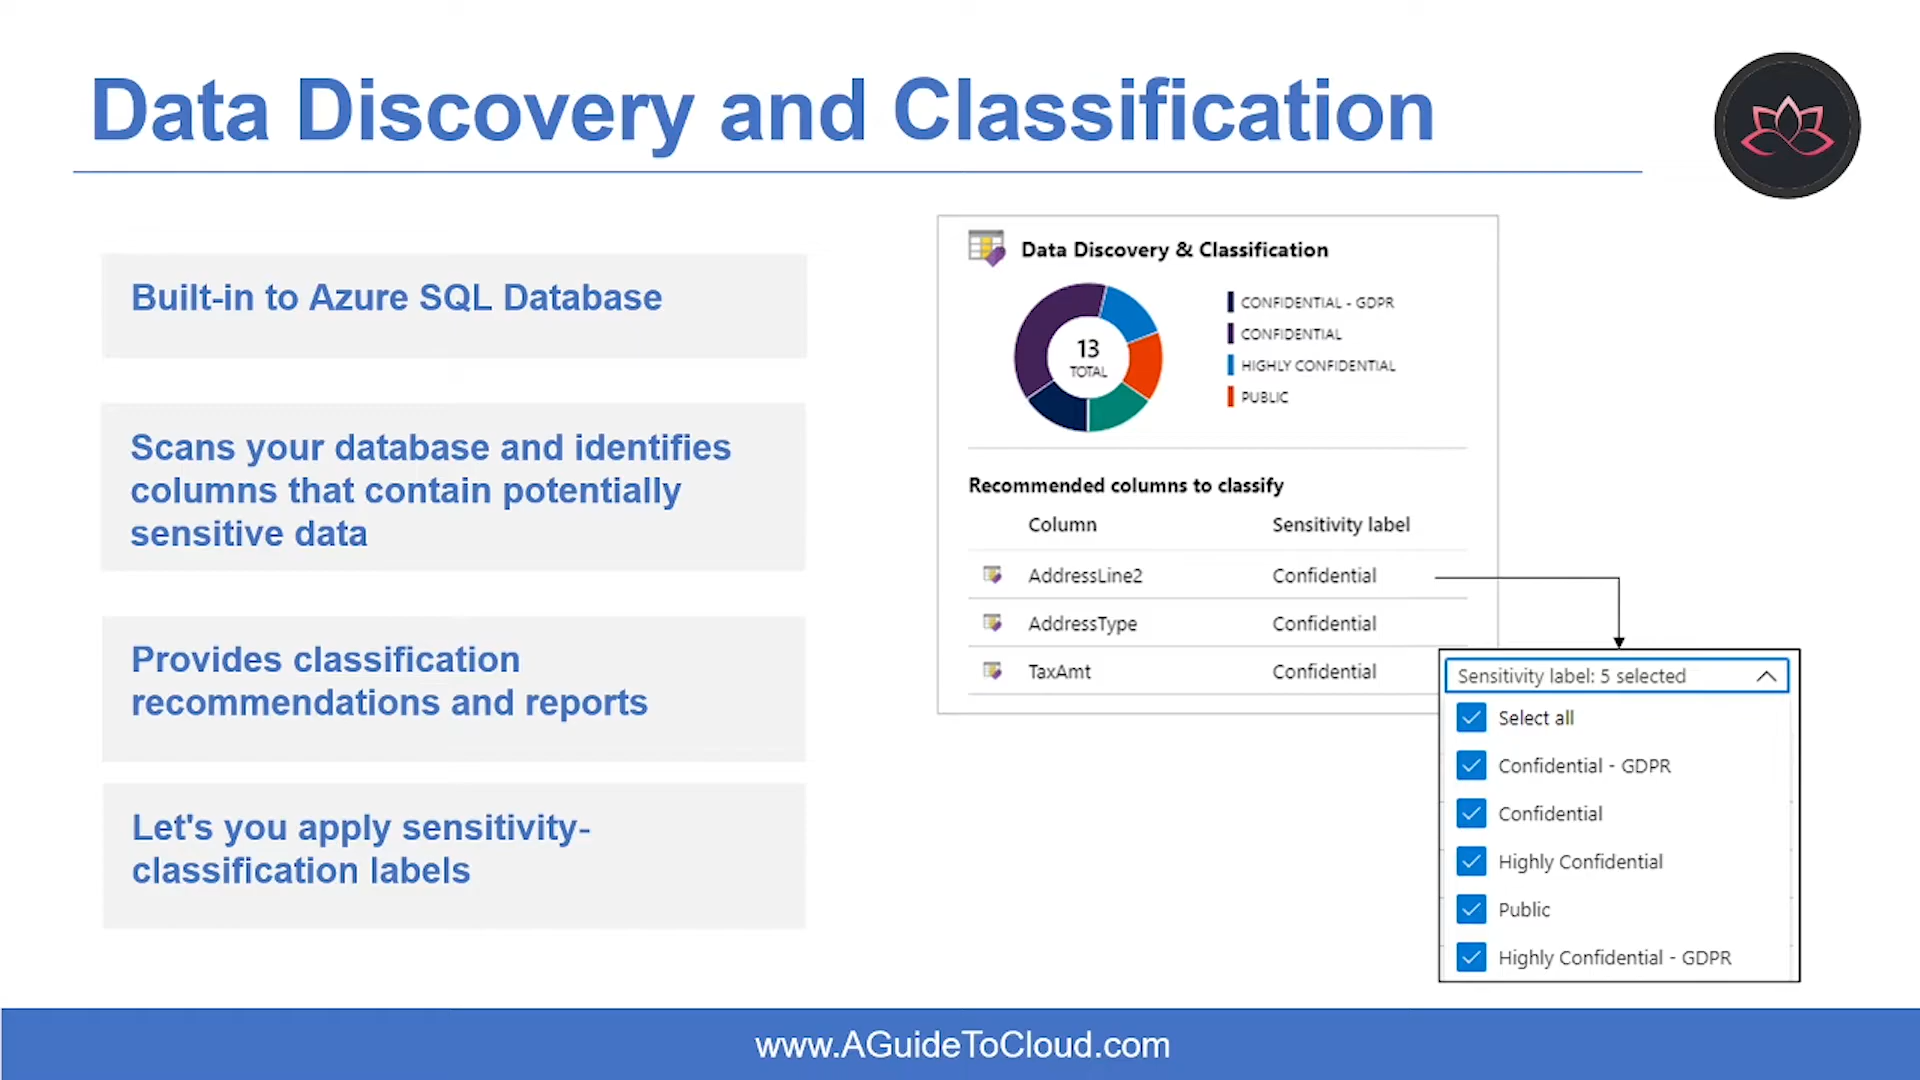 Data Discovery and Classification
Built-in to Azure SQL Database
Scans your database and identifies
columns that contain potentially
sensitive data
Provides classification
recommendations and reports
Let's you apply sensitivity-
classification labels
Data Discovery & Classification
13
TOTAL
CONFIDENTIAL - GDPR
CONFIDENTIAL
HIGHLY CONFIDENTIAL
PUBLIC
Recommended columns to classify
Column Sensitivity label
AddressLine2 Confidential
AddressType Confidential
TaxAmt Confidential
Sensitivity label: 5 selected
Select all
Confidential - GDPR
Confidential
Highly Confidential
Public
Highly Confidential - GDPR
www.AGuideToCloud.com